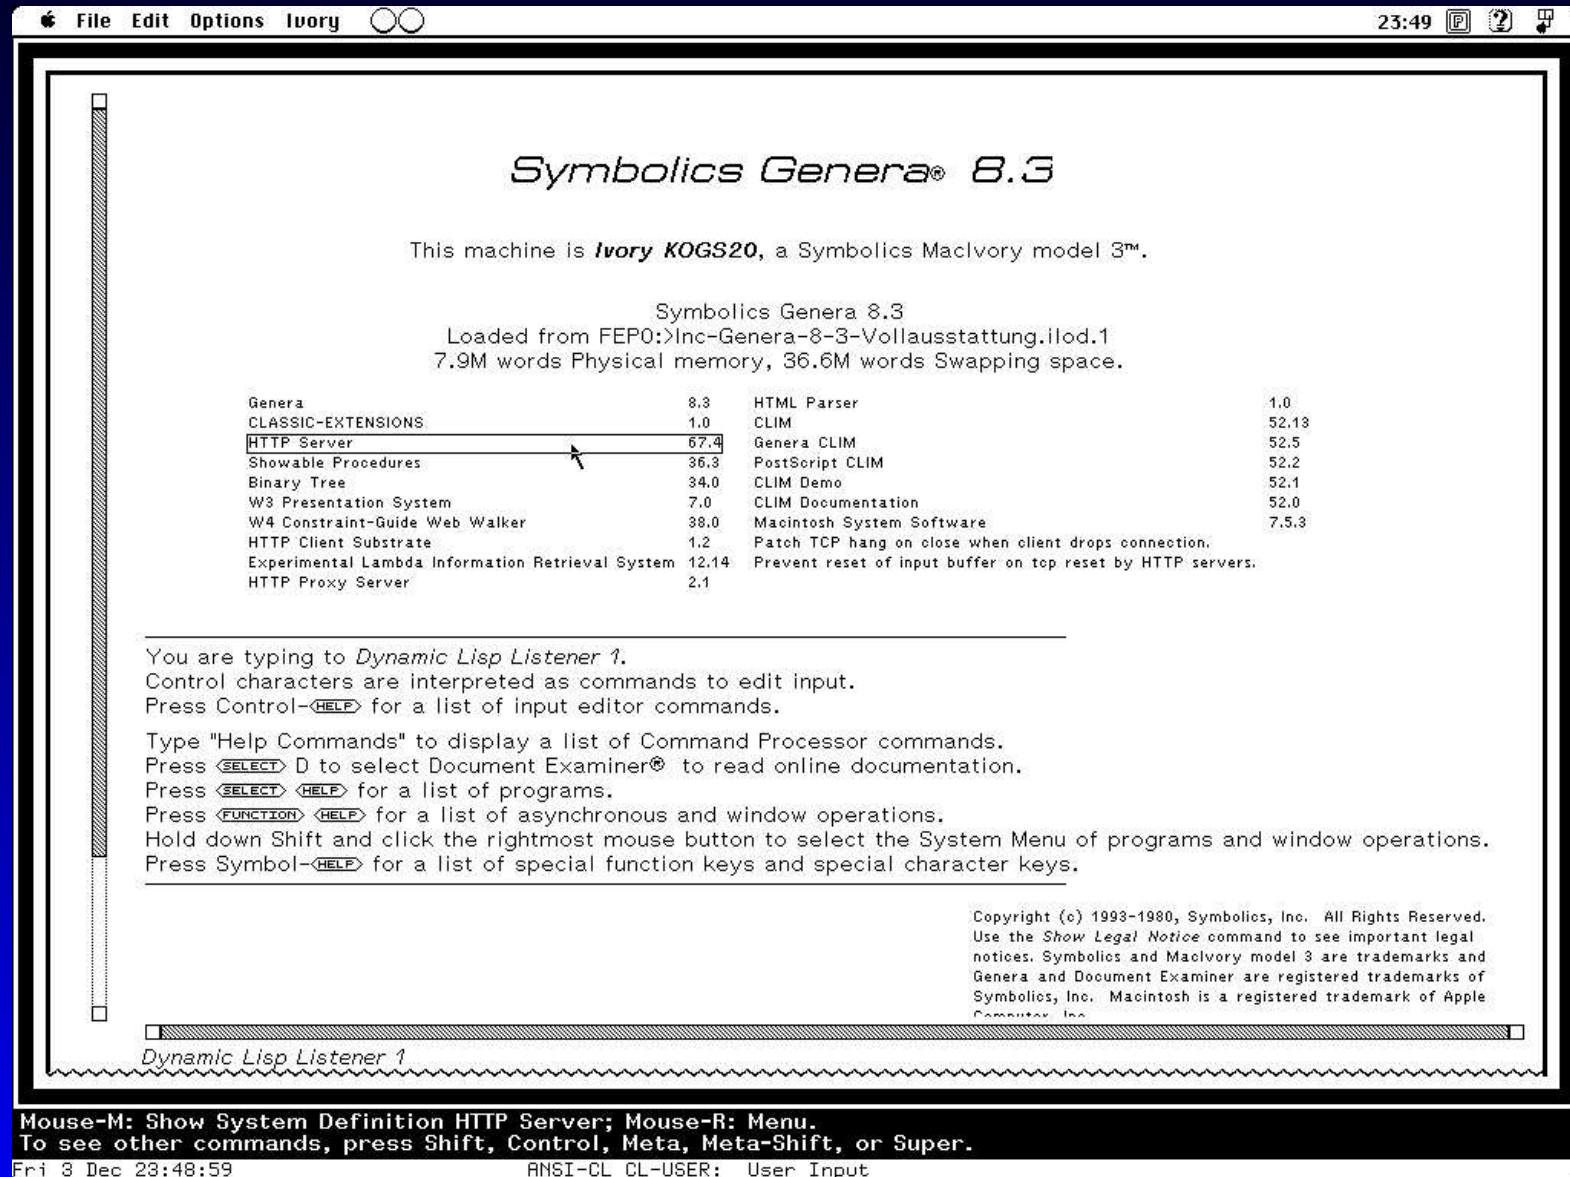 File Edit Options Ivory 23:49
Symbolics Genera® 8.3
This machine is Ivory KOGS20, a Symbolics MacIvory model 3™.
Symbolics Genera 8.3
Loaded from FEP0:>Inc-Genera-8-3-Vollausstattung.ilod.1
7.9M words Physical memory, 36.6M words Swapping space.
Genera 8.3 HTML Parser 1.0
CLASSIC-EXTENSIONS 1.0 CLIM 52.13
HTTP Server 67.4 Genera CLIM 52.5
Showable Procedures 36.3 PostScript CLIM 52.2
Binary Tree 34.0 CLIM Demo 52.1
W3 Presentation System 7.0 CLIM Documentation 52.0
W4 Constraint-Guide Web Walker 38.0 Macintosh System Software 7.5.3
HTTP Client Substrate 1.2 Patch TCP hang on close when client drops connection.
Experimental Lambda Information Retrieval System 12.14 Prevent reset of input buffer on tcp reset by HTTP servers.
HTTP Proxy Server 2.1
You are typing to Dynamic Lisp Listener 1.
Control characters are interpreted as commands to edit input.
Press Control-HELP for a list of input editor commands.
Type "Help Commands" to display a list of Command Processor commands.
Press SELECT D to select Document Examiner® to read online documentation.
Press SELECT HELP for a list of programs.
Press FUNCTION HELP for a list of asynchronous and window operations.
Hold down Shift and click the rightmost mouse button to select the System Menu of programs and window operations.
Press Symbol-HELP for a list of special function keys and special character keys.
Copyright (c) 1993-1980, Symbolics, Inc. All Rights Reserved.
Use the Show Legal Notice command to see important legal
notices. Symbolics and MacIvory model 3 are trademarks and
Genera and Document Examiner are registered trademarks of
Symbolics, Inc. Macintosh is a registered trademark of Apple
Computer, Inc.
Dynamic Lisp Listener 1
Mouse-M: Show System Definition HTTP Server; Mouse-R: Menu.
To see other commands, press Shift, Control, Meta, Meta-Shift, or Super.
Fri 3 Dec 23:48:59 ANSI-CL CL-USER: User Input